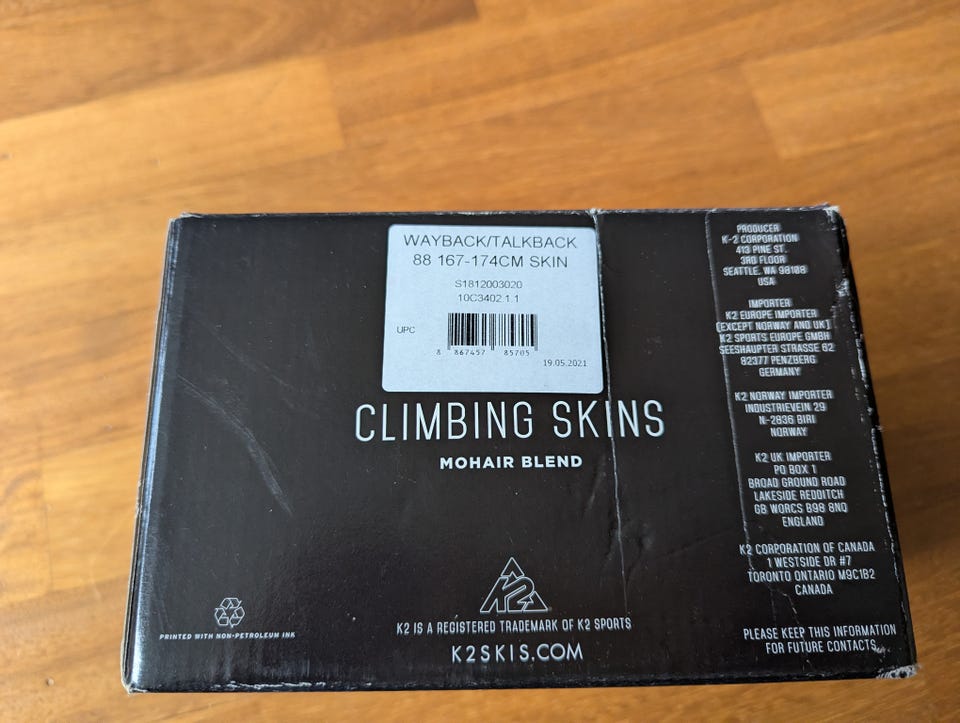 WAYBACK/TALKBACK
88 167-174CM SKIN
S1812003020
10C3402.1.1
UPC
8 867457 85705
19.05.2021
CLIMBING SKINS
MOHAIR BLEND
K2
K2 IS A REGISTERED TRADEMARK OF K2 SPORTS
K2SKIS.COM
PRINTED WITH NON-PETROLEUM INK
PRODUCER
K-2 CORPORATION
413 PINE ST.
3RD FLOOR
SEATTLE, WA 98108
USA
IMPORTER
K2 EUROPE IMPORTER
(EXCEPT NORWAY AND UK)
K2 SPORTS EUROPE GMBH
SEESHAUPTER STRASSE 62
82377 PENZBERG
GERMANY
K2 NORWAY IMPORTER
INDUSTRIEVEIN 29
N-2836 BIRI
NORWAY
K2 UK IMPORTER
PO BOX 1
BROAD GROUND ROAD
LAKESIDE REDDITCH
GB WORCS B98 8NQ
ENGLAND
K2 CORPORATION OF CANADA
1 WESTSIDE DR #7
TORONTO ONTARIO M9C1B2
CANADA
PLEASE KEEP THIS INFORMATION
FOR FUTURE CONTACTS.